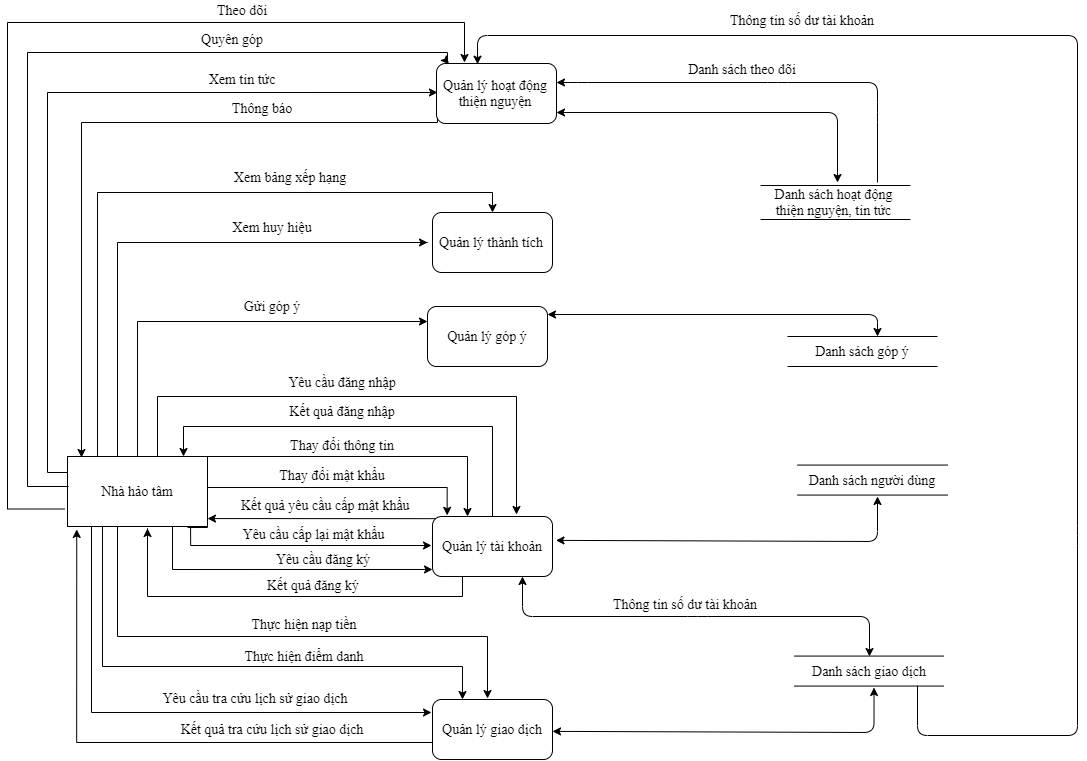 Theo dõi
Thông tin số dư tài khoản
Quyên góp
Danh sách theo dõi
Xem tin tức
Quản lý hoạt động
thiện nguyện
Thông báo
Xem bảng xếp hạng
Danh sách hoạt động
thiện nguyện, tin tức
Xem huy hiệu
Quản lý thành tích
Gửi góp ý
Quản lý góp ý
Danh sách góp ý
Yêu cầu đăng nhập
Kết quả đăng nhập
Thay đổi thông tin
Thay đổi mật khẩu
Danh sách người dùng
Nhà hảo tâm
Kết quả yêu cầu cấp mật khẩu
Yêu cầu cấp lại mật khẩu
Quản lý tài khoản
Yêu cầu đăng ký
Kết quả đăng ký
Thông tin số dư tài khoản
Thực hiện nạp tiền
Thực hiện điểm danh
Danh sách giao dịch
Yêu cầu tra cứu lịch sử giao dịch
Kết quả tra cứu lịch sử giao dịch
Quản lý giao dịch